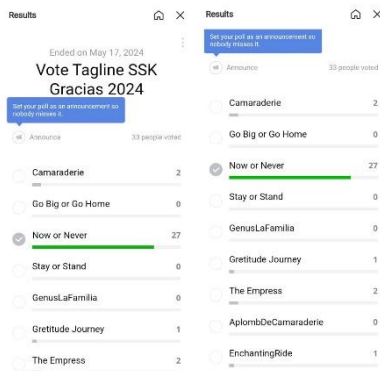 Results
Ended on May 17, 2024
Vote Tagline SSK
Gracias 2024
Set your poll as an announcement so
nobody misses it.
Announce
33 people voted
Camaraderie 2
Go Big or Go Home 0
Now or Never 27
Stay or Stand 0
GenusLaFamilia 0
Gretitude Journey 1
The Empress 2
Results
Set your poll as an announcement so
nobody misses it.
Announce
33 people voted
Camaraderie 2
Go Big or Go Home 0
Now or Never 27
Stay or Stand 0
GenusLaFamilia 0
Gretitude Journey 1
The Empress 2
AplombDeCamaraderie 0
EnchantingRide 1